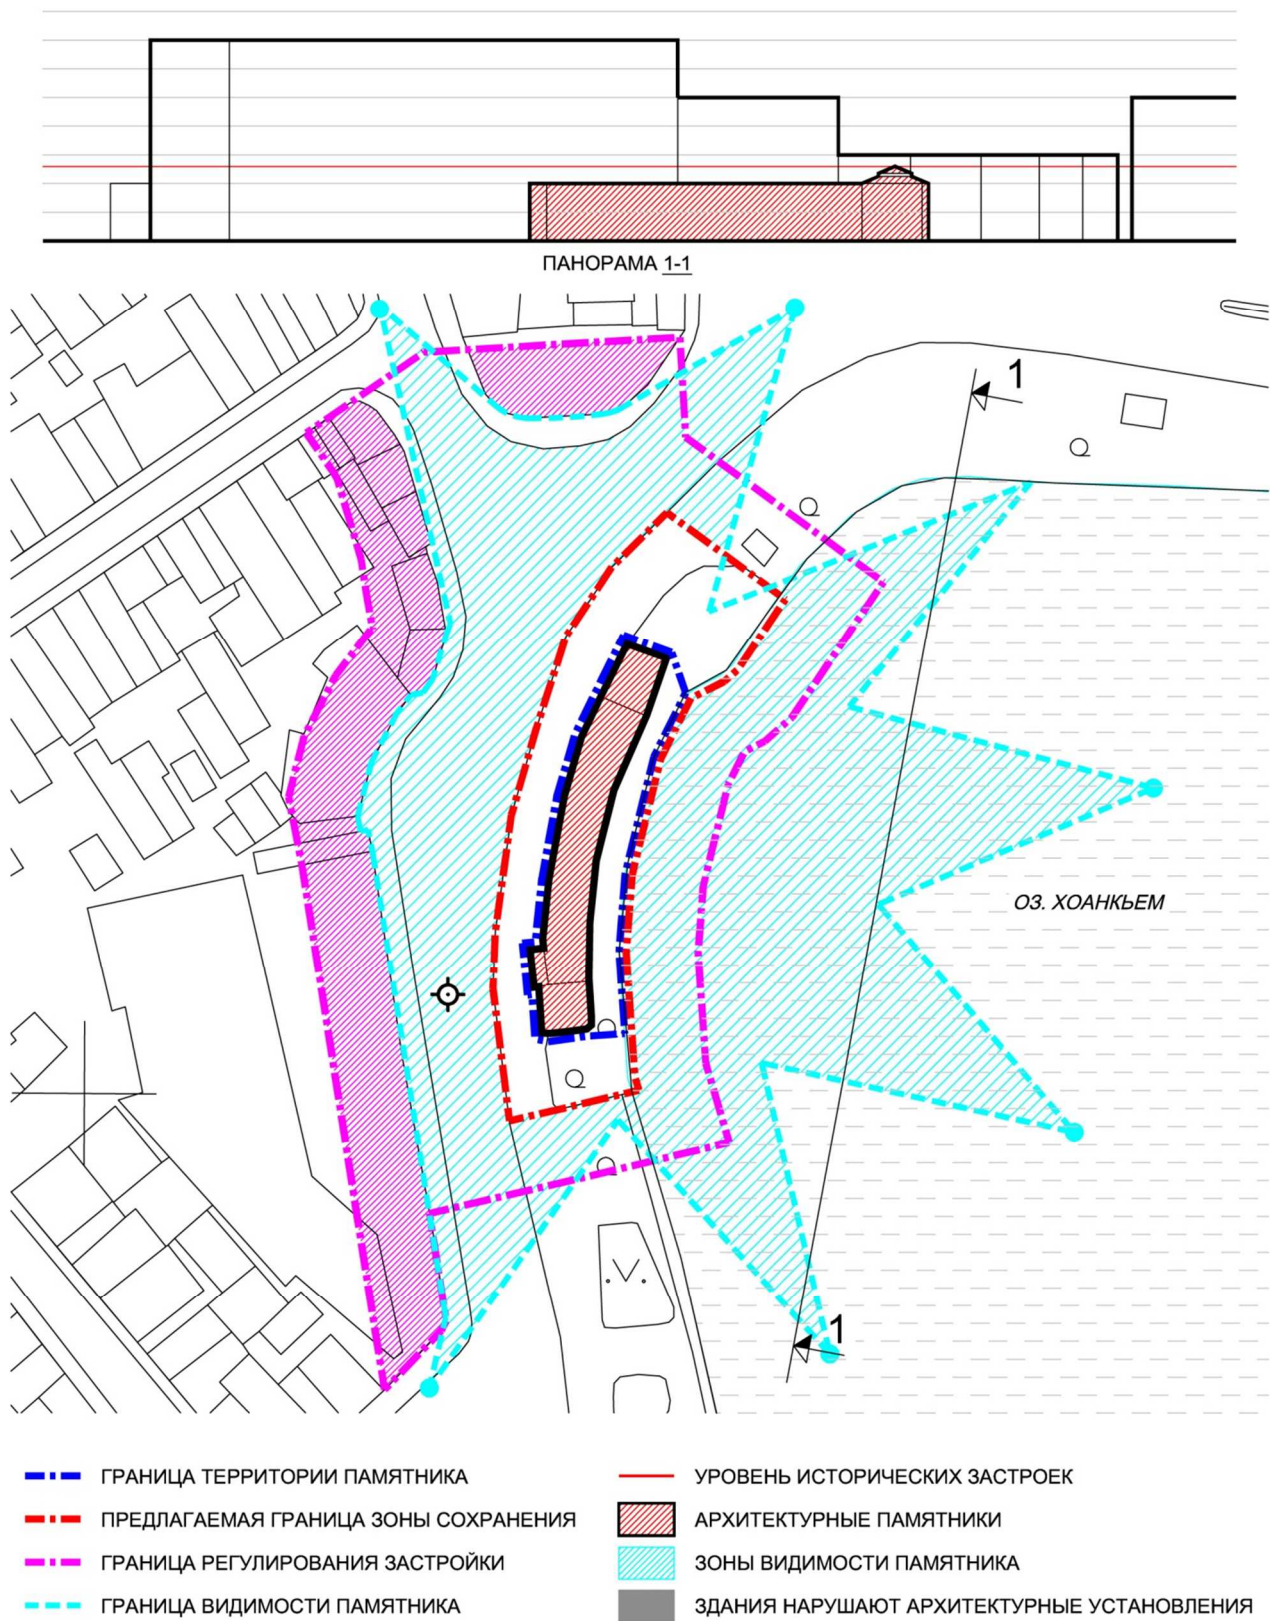 ПАНОРАМА 1-1
1
ОЗ. ХОАНКЬЕМ
1
ГРАНИЦА ТЕРРИТОРИИ ПАМЯТНИКА
ПРЕДЛАГАЕМАЯ ГРАНИЦА ЗОНЫ СОХРАНЕНИЯ
ГРАНИЦА РЕГУЛИРОВАНИЯ ЗАСТРОЙКИ
ГРАНИЦА ВИДИМОСТИ ПАМЯТНИКА
УРОВЕНЬ ИСТОРИЧЕСКИХ ЗАСТРОЕК
АРХИТЕКТУРНЫЕ ПАМЯТНИКИ
ЗОНЫ ВИДИМОСТИ ПАМЯТНИКА
ЗДАНИЯ НАРУШАЮТ АРХИТЕКТУРНЫЕ УСТАНОВЛЕНИЯ